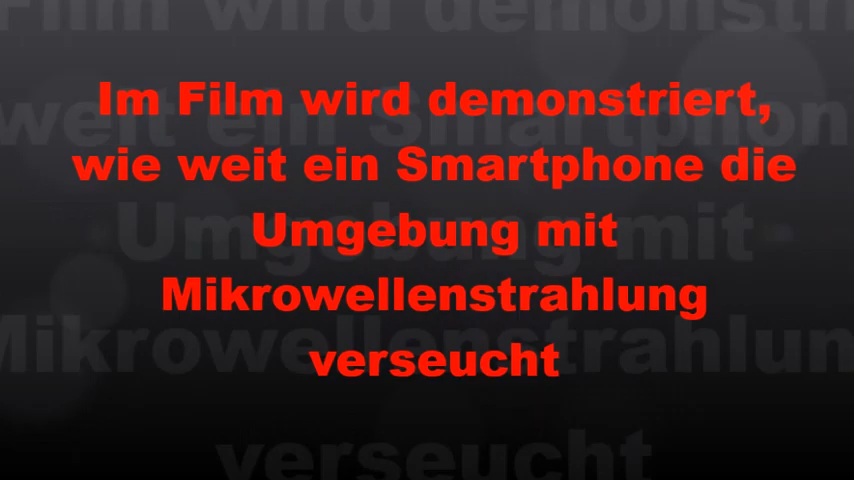 Im Film wird demonstriert,
wie weit ein Smartphone die
Umgebung mit
Mikrowellenstrahlung
verseucht